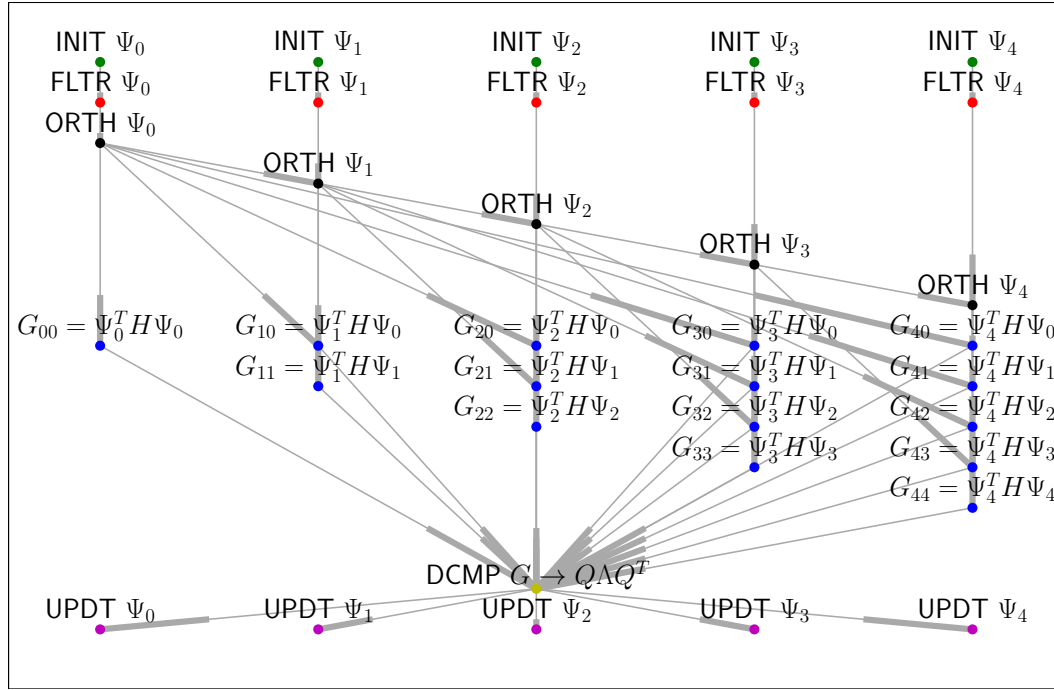 INIT Ψ₀ INIT Ψ₁ INIT Ψ₂ INIT Ψ₃ INIT Ψ₄
FLTR Ψ₀ FLTR Ψ₁ FLTR Ψ₂ FLTR Ψ₃ FLTR Ψ₄
ORTH Ψ₀
ORTH Ψ₁
ORTH Ψ₂
ORTH Ψ₃
ORTH Ψ₄
G₀₀ = Ψ₀ᵀHΨ₀ G₁₀ = Ψ₁ᵀHΨ₀ G₂₀ = Ψ₂ᵀHΨ₀ G₃₀ = Ψ₃ᵀHΨ₀ G₄₀ = Ψ₄ᵀHΨ₀
G₁₁ = Ψ₁ᵀHΨ₁ G₂₁ = Ψ₂ᵀHΨ₁ G₃₁ = Ψ₃ᵀHΨ₁ G₄₁ = Ψ₄ᵀHΨ₁
G₂₂ = Ψ₂ᵀHΨ₂ G₃₂ = Ψ₃ᵀHΨ₂ G₄₂ = Ψ₄ᵀHΨ₂
G₃₃ = Ψ₃ᵀHΨ₃ G₄₃ = Ψ₄ᵀHΨ₃
G₄₄ = Ψ₄ᵀHΨ₄
DCMP G → QΛQᵀ
UPDT Ψ₀ UPDT Ψ₁ UPDT Ψ₂ UPDT Ψ₃ UPDT Ψ₄